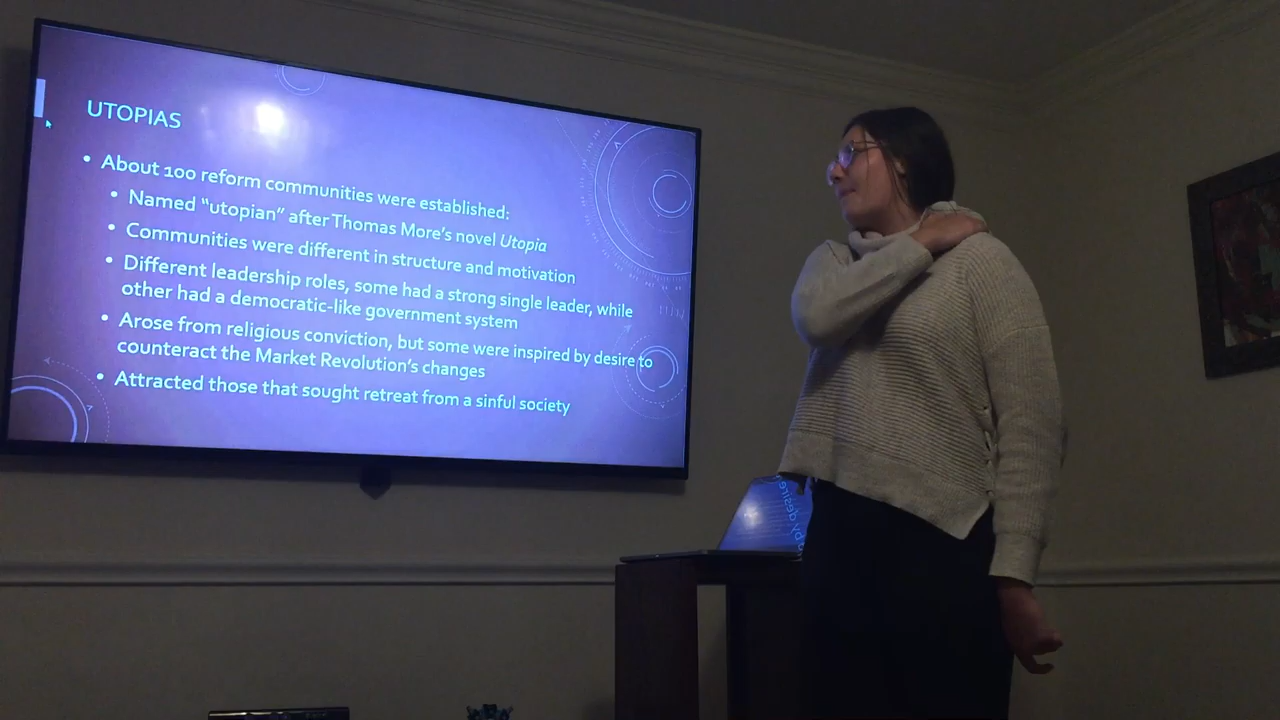 UTOPIAS
• About 100 reform communities were established:
• Named “utopian” after Thomas More’s novel Utopia
• Communities were different in structure and motivation
• Different leadership roles, some had a strong single leader, while
other had a democratic-like government system
• Arose from religious conviction, but some were inspired by desire to
counteract the Market Revolution’s changes
• Attracted those that sought retreat from a sinful society
by desire